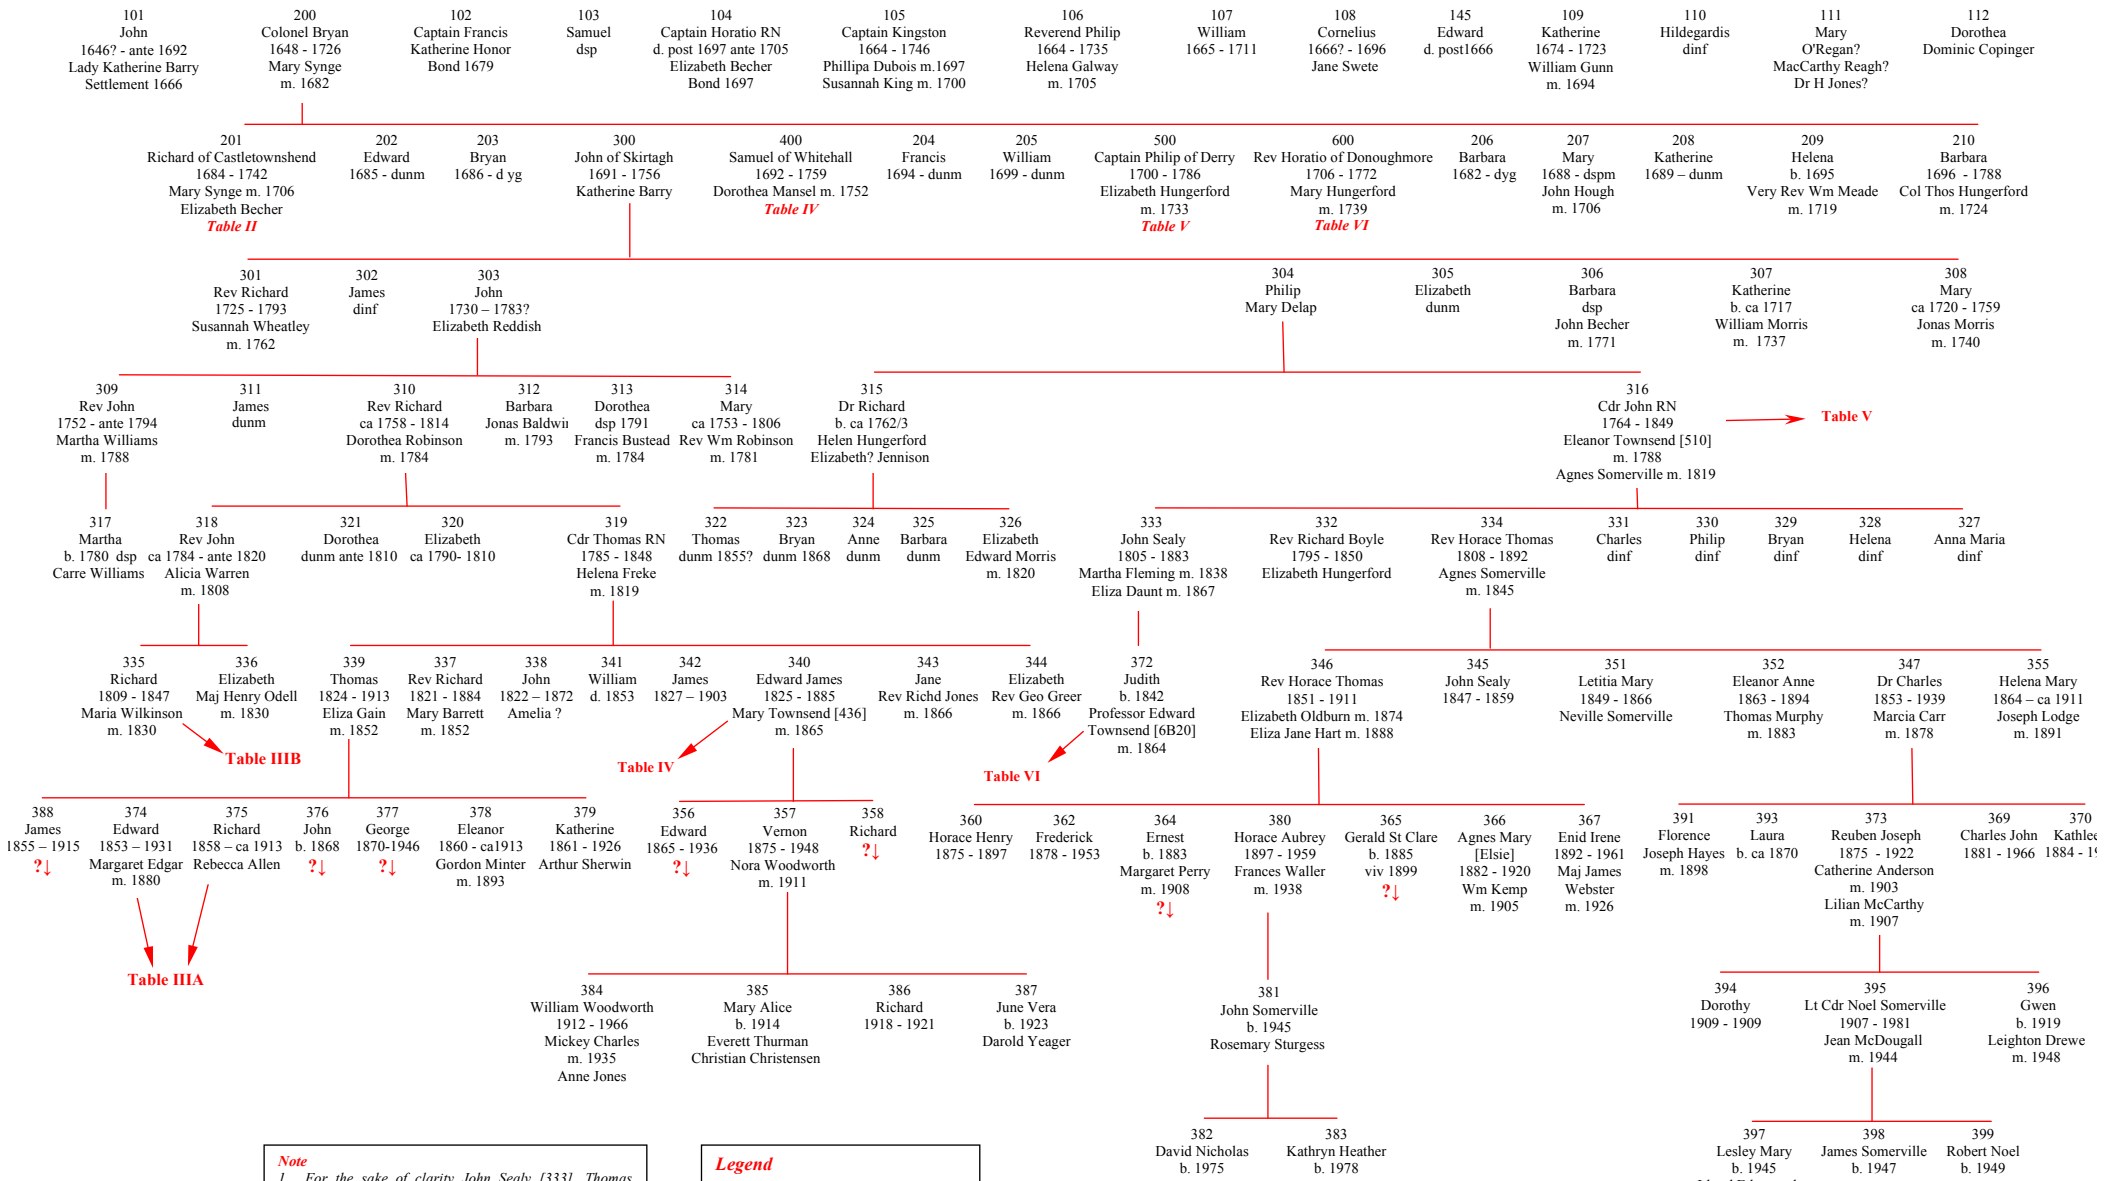 101
John
1646? - ante 1692
Lady Katherine Barry
Settlement 1666
200
Colonel Bryan
1648 - 1726
Mary Synge
m. 1682
102
Captain Francis
Katherine Honor
Bond 1679
103
Samuel
dsp
104
Captain Horatio RN
d. post 1697 ante 1705
Elizabeth Becher
Bond 1697
105
Captain Kingston
1664 - 1746
Phillipa Dubois m.1697
Susannah King m. 1700
106
Reverend Philip
1664 - 1735
Helena Galway
m. 1705
107
William
1665 - 1711
108
Cornelius
1666? - 1696
Jane Swete
145
Edward
d. post1666
109
Katherine
1674 - 1723
William Gunn
m. 1694
110
Hildegardis
dinf
111
Mary
O'Regan?
MacCarthy Reagh?
Dr H Jones?
112
Dorothea
Dominic Copinger
201
Richard of Castletownshend
1684 - 1742
Mary Synge m. 1706
Elizabeth Becher
Table II
202
Edward
1685 - dunm
203
Bryan
1686 - d yg
300
John of Skirtagh
1691 - 1756
Katherine Barry
400
Samuel of Whitehall
1692 - 1759
Dorothea Mansel m. 1752
Table IV
204
Francis
1694 - dunm
205
William
1699 - dunm
500
Captain Philip of Derry
1700 - 1786
Elizabeth Hungerford
m. 1733
Table V
600
Rev Horatio of Donoughmore
1706 - 1772
Mary Hungerford
m. 1739
Table VI
206
Barbara
1682 - dyg
207
Mary
1688 - dspm
John Hough
m. 1706
208
Katherine
1689 – dunm
209
Helena
b. 1695
Very Rev Wm Meade
m. 1719
210
Barbara
1696 - 1788
Col Thos Hungerford
m. 1724
301
Rev Richard
1725 - 1793
Susannah Wheatley
m. 1762
302
James
dinf
303
John
1730 – 1783?
Elizabeth Reddish
304
Philip
Mary Delap
305
Elizabeth
dunm
306
Barbara
dsp
John Becher
m. 1771
307
Katherine
b. ca 1717
William Morris
m. 1737
308
Mary
ca 1720 - 1759
Jonas Morris
m. 1740
309
Rev John
1752 - ante 1794
Martha Williams
m. 1788
311
James
dunm
310
Rev Richard
ca 1758 - 1814
Dorothea Robinson
m. 1784
312
Barbara
Jonas Baldwin
m. 1793
313
Dorothea
dsp 1791
Francis Bustead
m. 1784
314
Mary
ca 1753 - 1806
Rev Wm Robinson
m. 1781
315
Dr Richard
b. ca 1762/3
Helen Hungerford
Elizabeth? Jennison
316
Cdr John RN
1764 - 1849
Eleanor Townsend [510]
m. 1788
Agnes Somerville m. 1819
Table V
317
Martha
b. 1780 dsp
Carre Williams
318
Rev John
ca 1784 - ante 1820
Alicia Warren
m. 1808
321
Dorothea
dunm ante 1810
320
Elizabeth
ca 1790- 1810
319
Cdr Thomas RN
1785 - 1848
Helena Freke
m. 1819
322
Thomas
dunm 1855?
323
Bryan
dunm 1868
324
Anne
dunm
325
Barbara
dunm
326
Elizabeth
Edward Morris
m. 1820
333
John Sealy
1805 - 1883
Martha Fleming m. 1838
Eliza Daunt m. 1867
332
Rev Richard Boyle
1795 - 1850
Elizabeth Hungerford
334
Rev Horace Thomas
1808 - 1892
Agnes Somerville
m. 1845
331
Charles
dinf
330
Philip
dinf
329
Bryan
dinf
328
Helena
dinf
327
Anna Maria
dinf
335
Richard
1809 - 1847
Maria Wilkinson
m. 1830
Table IIIB
336
Elizabeth
Maj Henry Odell
m. 1830
339
Thomas
1824 - 1913
Eliza Gain
m. 1852
337
Rev Richard
1821 - 1884
Mary Barrett
m. 1852
338
John
1822 – 1872
Amelia ?
341
William
d. 1853
342
James
1827 – 1903
340
Edward James
1825 - 1885
Mary Townsend [436]
m. 1865
Table IV
343
Jane
Rev Richd Jones
m. 1866
344
Elizabeth
Rev Geo Greer
m. 1866
372
Judith
b. 1842
Professor Edward
Townsend [6B20]
m. 1864
Table VI
346
Rev Horace Thomas
1851 - 1911
Elizabeth Oldburn m. 1874
Eliza Jane Hart m. 1888
345
John Sealy
1847 - 1859
351
Letitia Mary
1849 - 1866
Neville Somerville
352
Eleanor Anne
1863 - 1894
Thomas Murphy
m. 1883
347
Dr Charles
1853 - 1939
Marcia Carr
m. 1878
355
Helena Mary
1864 – ca 1911
Joseph Lodge
m. 1891
388
James
1855 – 1915
?↓
374
Edward
1853 – 1931
Margaret Edgar
m. 1880
375
Richard
1858 – ca 1913
Rebecca Allen
Table IIIA
376
John
b. 1868
?↓
377
George
1870-1946
?↓
378
Eleanor
1860 - ca1913
Gordon Minter
m. 1893
379
Katherine
1861 - 1926
Arthur Sherwin
356
Edward
1865 - 1936
?↓
357
Vernon
1875 - 1948
Nora Woodworth
m. 1911
358
Richard
?↓
360
Horace Henry
1875 - 1897
362
Frederick
1878 - 1953
364
Ernest
b. 1883
Margaret Perry
m. 1908
?↓
380
Horace Aubrey
1897 - 1959
Frances Waller
m. 1938
365
Gerald St Clare
b. 1885
viv 1899
?↓
366
Agnes Mary
[Elsie]
1882 - 1920
Wm Kemp
m. 1905
367
Enid Irene
1892 - 1961
Maj James
Webster
m. 1926
391
Florence
Joseph Hayes
m. 1898
393
Laura
b. ca 1870
373
Reuben Joseph
1875 - 1922
Catherine Anderson
m. 1903
Lilian McCarthy
m. 1907
369
Charles John
1881 - 1966
370
1884 -
384
William Woodworth
1912 - 1966
Mickey Charles
m. 1935
Anne Jones
385
Mary Alice
b. 1914
Everett Thurman
Christian Christensen
386
Richard
1918 - 1921
387
June Vera
b. 1923
Darold Yeager
381
John Somerville
b. 1945
Rosemary Sturgess
394
Dorothy
1909 - 1909
395
Lt Cdr Noel Somerville
1907 - 1981
Jean McDougall
m. 1944
396
Gwen
b. 1919
Leighton Drewe
m. 1948
382
David Nicholas
b. 1975
383
Kathryn Heather
b. 1978
397
Lesley Mary
b. 1945
398
James Somerville
b. 1947
399
Robert Noel
b. 1949
Note
1. For the sake of clarity John Sealy [333], Thomas
Legend